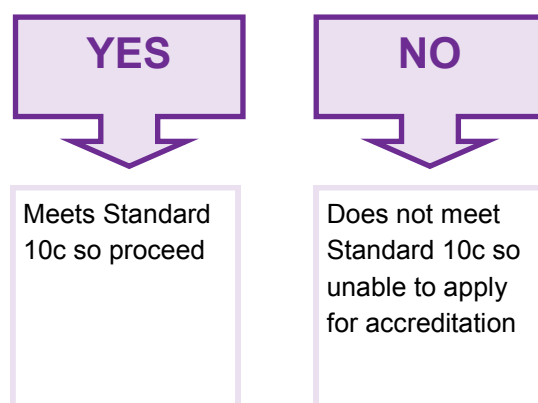 YES
Meets Standard
10c so proceed
NO
Does not meet
Standard 10c so
unable to apply
for accreditation